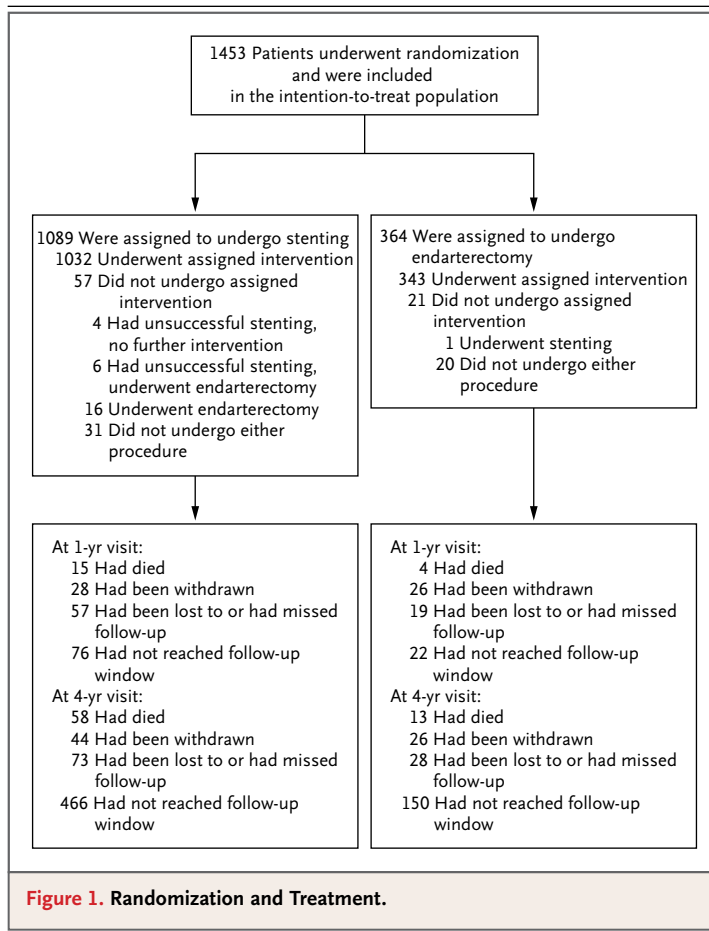 1453 Patients underwent randomization
and were included
in the intention-to-treat population
1089 Were assigned to undergo stenting
1032 Underwent assigned intervention
57 Did not undergo assigned
intervention
4 Had unsuccessful stenting,
no further intervention
6 Had unsuccessful stenting,
underwent endarterectomy
16 Underwent endarterectomy
31 Did not undergo either
procedure
364 Were assigned to undergo
endarterectomy
343 Underwent assigned intervention
21 Did not undergo assigned
intervention
1 Underwent stenting
20 Did not undergo either
procedure
At 1-yr visit:
15 Had died
28 Had been withdrawn
57 Had been lost to or had missed
follow-up
76 Had not reached follow-up
window
At 4-yr visit:
58 Had died
44 Had been withdrawn
73 Had been lost to or had missed
follow-up
466 Had not reached follow-up
window
At 1-yr visit:
4 Had died
26 Had been withdrawn
19 Had been lost to or had missed
follow-up
22 Had not reached follow-up
window
At 4-yr visit:
13 Had died
26 Had been withdrawn
28 Had been lost to or had missed
follow-up
150 Had not reached follow-up
window
Figure 1. Randomization and Treatment.